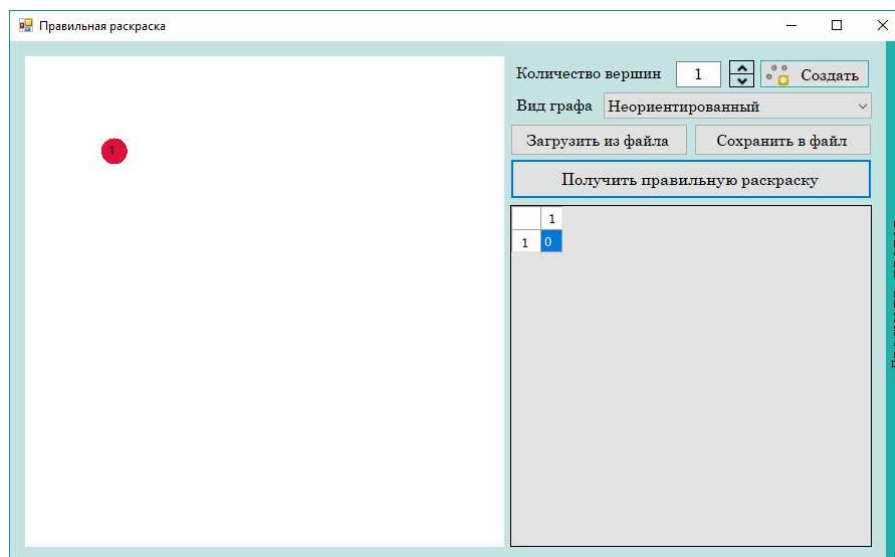 Правильная раскраска
Количество вершин 1 Создать
Вид графа Неориентированный
Загрузить из файла Сохранить в файл
Получить правильную раскраску
1
1
1 0